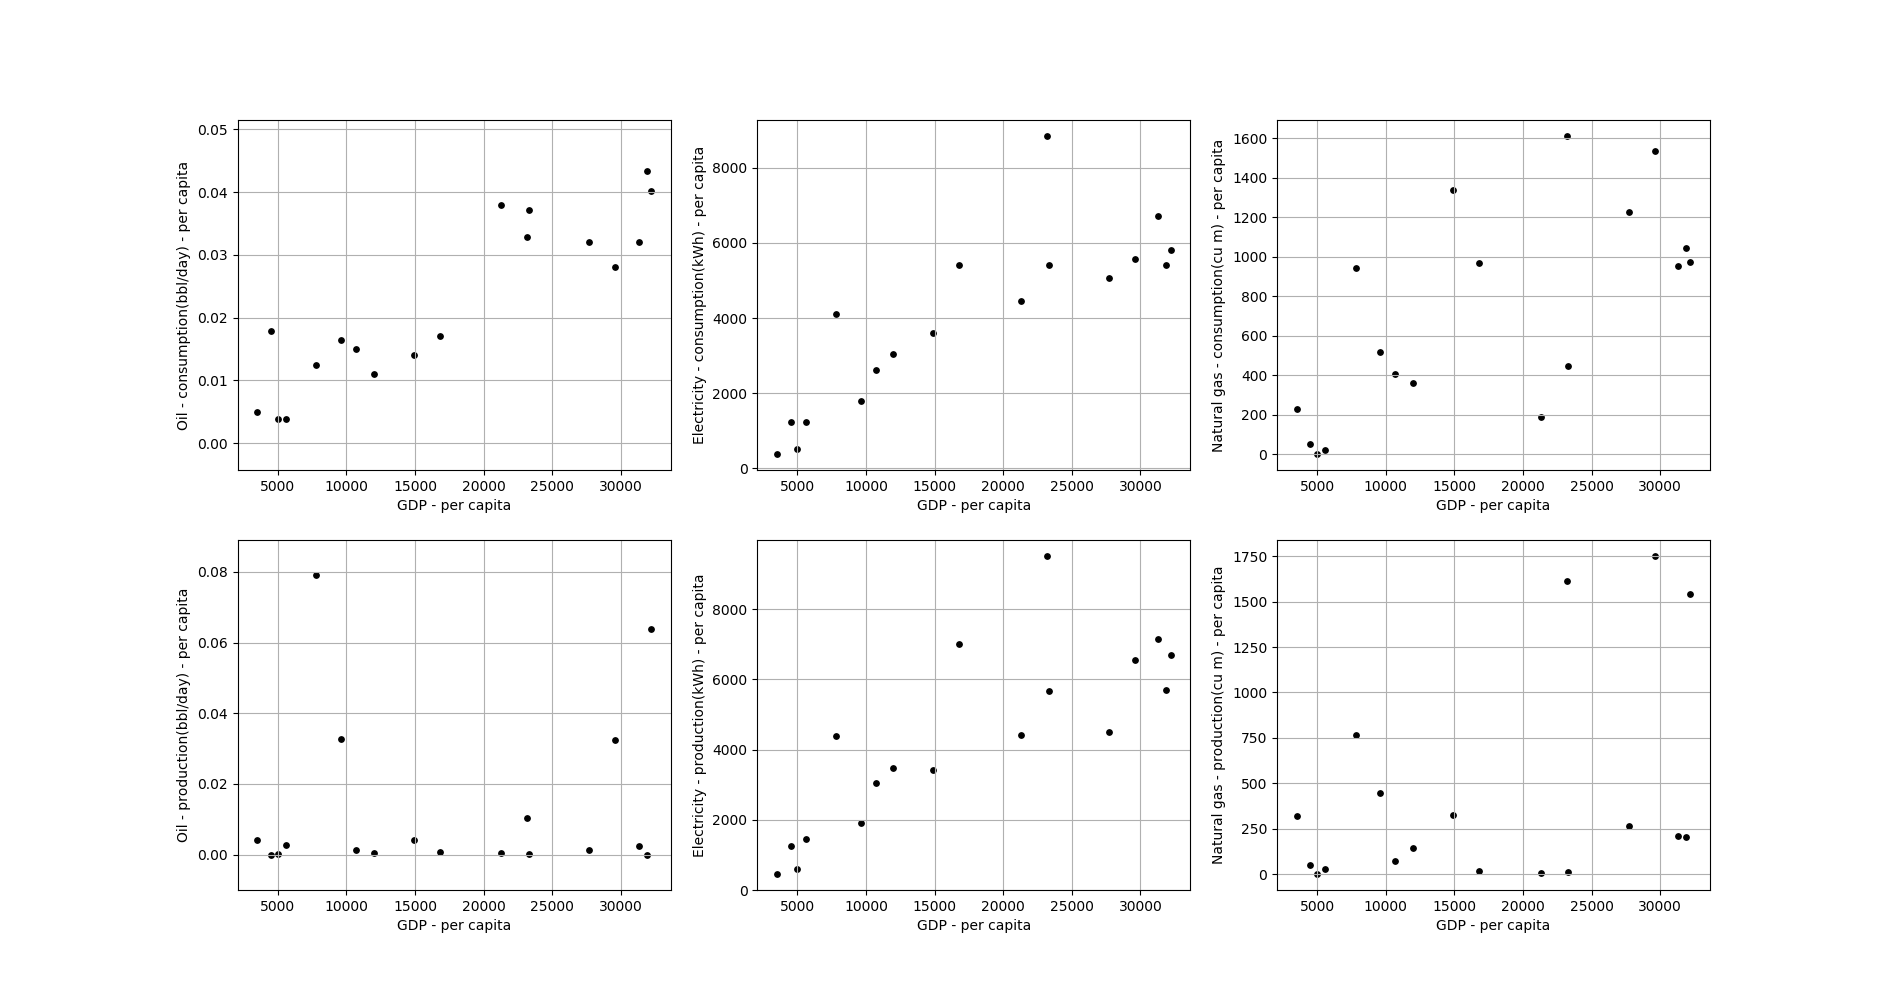 Oil - consumption(bbl/day) - per capita
0.05
0.04
0.03
0.02
0.01
0.00
5000 10000 15000 20000 25000 30000
GDP - per capita
Electricity - consumption(kWh) - per capita
8000
6000
4000
2000
0
5000 10000 15000 20000 25000 30000
GDP - per capita
Natural gas - consumption(cu m) - per capita
1600
1400
1200
1000
800
600
400
200
0
5000 10000 15000 20000 25000 30000
GDP - per capita
Oil - production(bbl/day) - per capita
0.08
0.06
0.04
0.02
0.00
5000 10000 15000 20000 25000 30000
GDP - per capita
Electricity - production(kWh) - per capita
8000
6000
4000
2000
0
5000 10000 15000 20000 25000 30000
GDP - per capita
Natural gas - production(cu m) - per capita
1750
1500
1250
1000
750
500
250
0
5000 10000 15000 20000 25000 30000
GDP - per capita